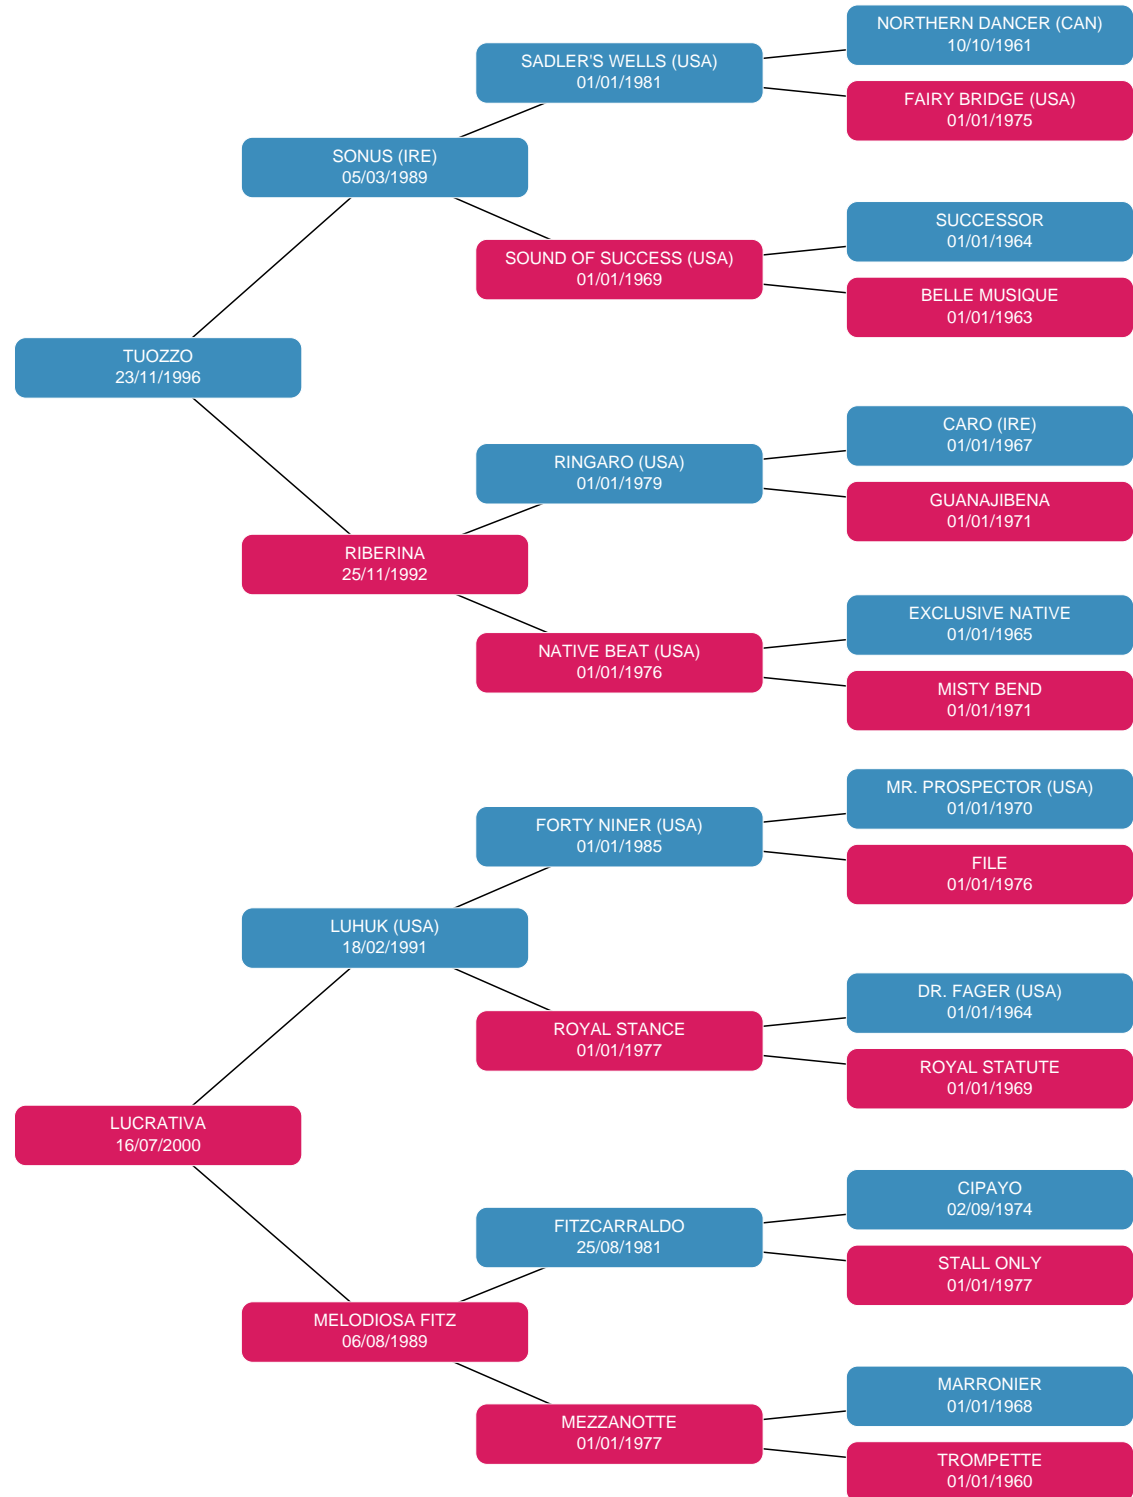 NORTHERN DANCER (CAN)
10/10/1961
SADLER'S WELLS (USA)
01/01/1981
FAIRY BRIDGE (USA)
01/01/1975
SONUS (IRE)
05/03/1989
SUCCESSOR
01/01/1964
SOUND OF SUCCESS (USA)
01/01/1969
BELLE MUSIQUE
01/01/1963
TUOZZO
23/11/1996
CARO (IRE)
01/01/1967
RINGARO (USA)
01/01/1979
GUANAJIBENA
01/01/1971
RIBERINA
25/11/1992
EXCLUSIVE NATIVE
01/01/1965
NATIVE BEAT (USA)
01/01/1976
MISTY BEND
01/01/1971
MR. PROSPECTOR (USA)
01/01/1970
FORTY NINER (USA)
01/01/1985
FILE
01/01/1976
LUHUK (USA)
18/02/1991
DR. FAGER (USA)
01/01/1964
ROYAL STANCE
01/01/1977
ROYAL STATUTE
01/01/1969
LUCRATIVA
16/07/2000
CIPAYO
02/09/1974
FITZCARRALDO
25/08/1981
STALL ONLY
01/01/1977
MELODIOSA FITZ
06/08/1989
MARRONIER
01/01/1968
MEZZANOTTE
01/01/1977
TROMPETTE
01/01/1960